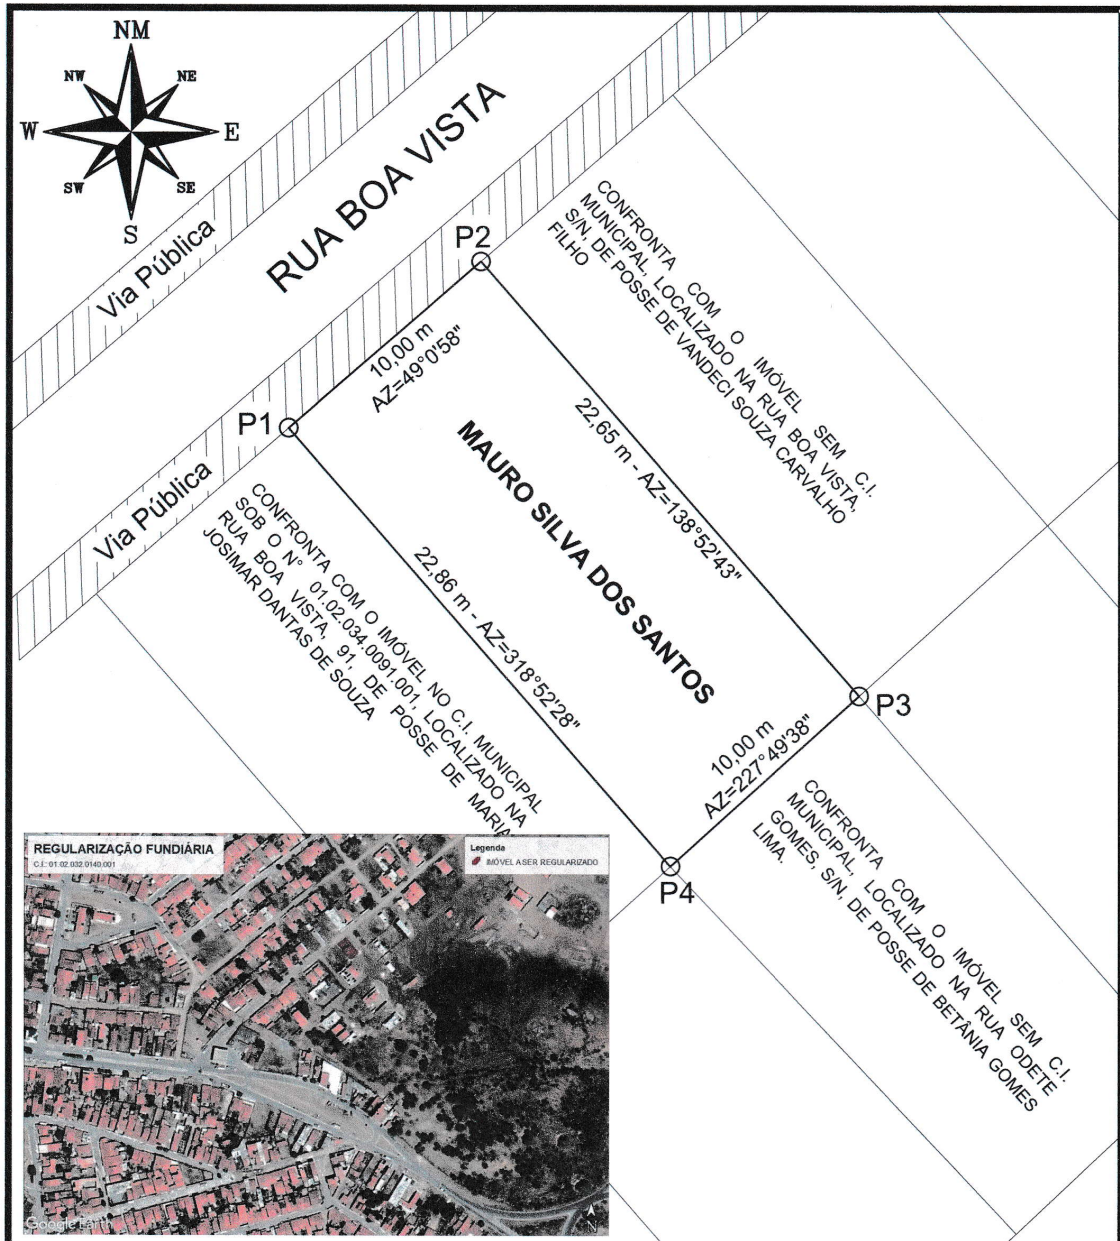 NM
NW
NE
W
E
SW
SE
S
Via Pública
RUA BOA VISTA
P2
CONFRONTA COM O IMÓVEL SEM C.I.
MUNICIPAL, LOCALIZADO NA RUA BOA VISTA,
S/N, DE POSSE DE VANDECI SOUZA CARVALHO
FILHO
10,00 m
AZ=49°0'58"
P1
Via Pública
22,65 m - AZ=138°52'43"
MAURO SILVA DOS SANTOS
22,86 m - AZ=318°52'28"
CONFRONTA COM O IMÓVEL NO C.I. MUNICIPAL
SOB O N° 01.02.034.0091.001, LOCALIZADO NA
RUA BOA VISTA, 91, DE POSSE DE MARIA
JOSIMAR DANTAS DE SOUZA
P3
10,00 m
AZ=227°49'38"
P4
CONFRONTA COM O IMÓVEL SEM C.I.
MUNICIPAL, LOCALIZADO NA RUA ODETE
GOMES, S/N, DE POSSE DE BETÂNIA GOMES
LIMA.
REGULARIZAÇÃO FUNDIÁRIA
C.I.: 01.02.032.0140.001
Legenda
IMÓVEL A SER REGULARIZADO
Google Earth
N